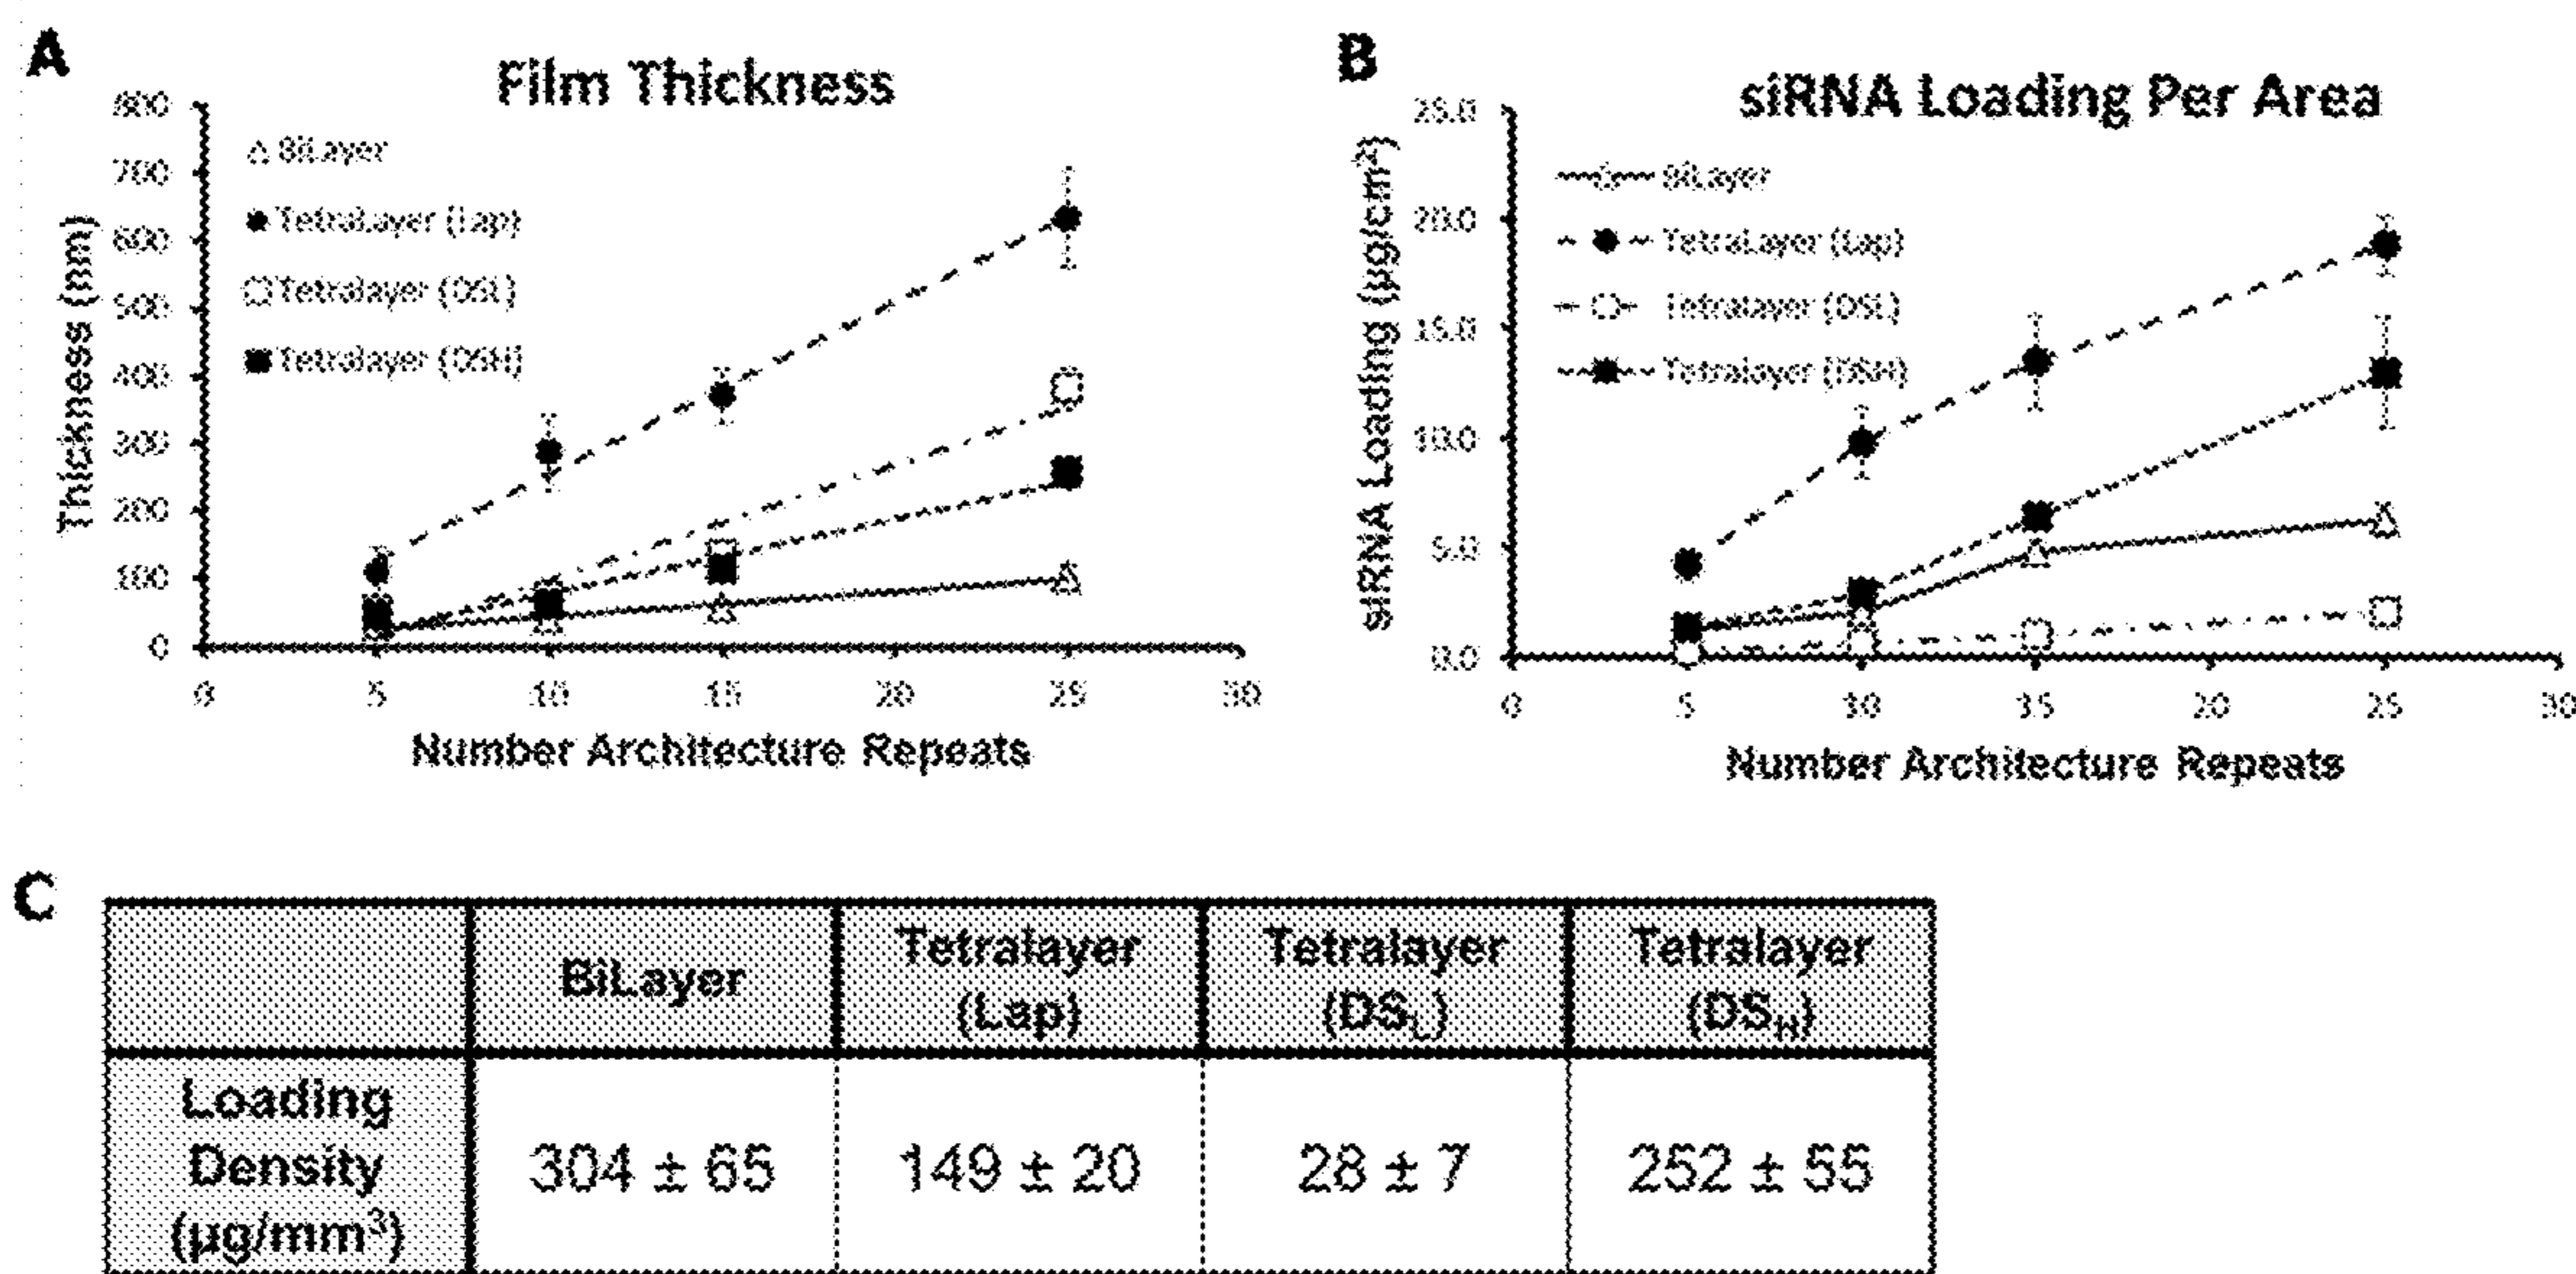 A
Film Thickness
800
700
600
500
400
300
200
100
0
Thickness (nm)
BiLayer
TetraLayer (Lap)
Tetralayer (DSL)
Tetralayer (DSH)
0 5 10 15 20 25 30
Number Architecture Repeats
B
siRNA Loading Per Area
25.0
20.0
15.0
10.0
5.0
0.0
siRNA Loading (µg/cm²)
BiLayer
TetraLayer (Lap)
Tetralayer (DSL)
Tetralayer (DSH)
0 5 10 15 20 25 30
Number Architecture Repeats
C
BiLayer
Tetralayer
(Lap)
Tetralayer
(DSL)
Tetralayer
(DSH)
Loading
Density
(µg/mm³)
304 ± 65
149 ± 20
28 ± 7
252 ± 55